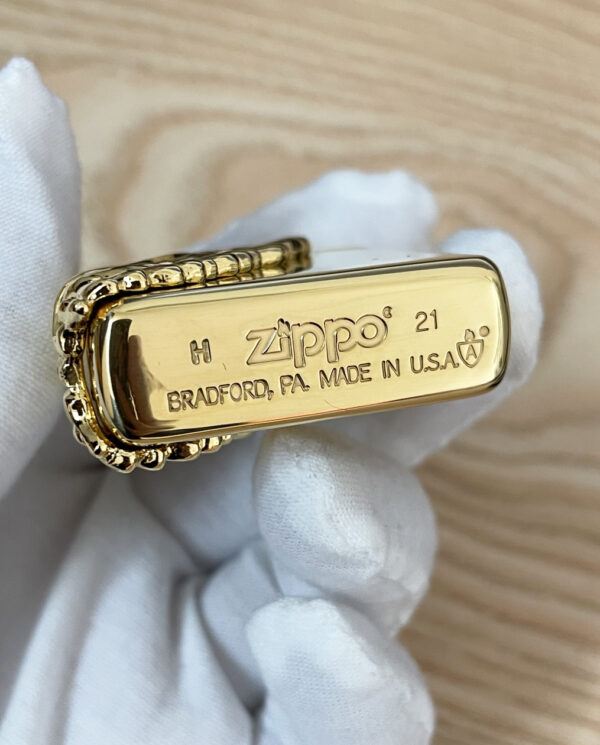 H Zippo 21
BRADFORD, PA. MADE IN U.S.A. A